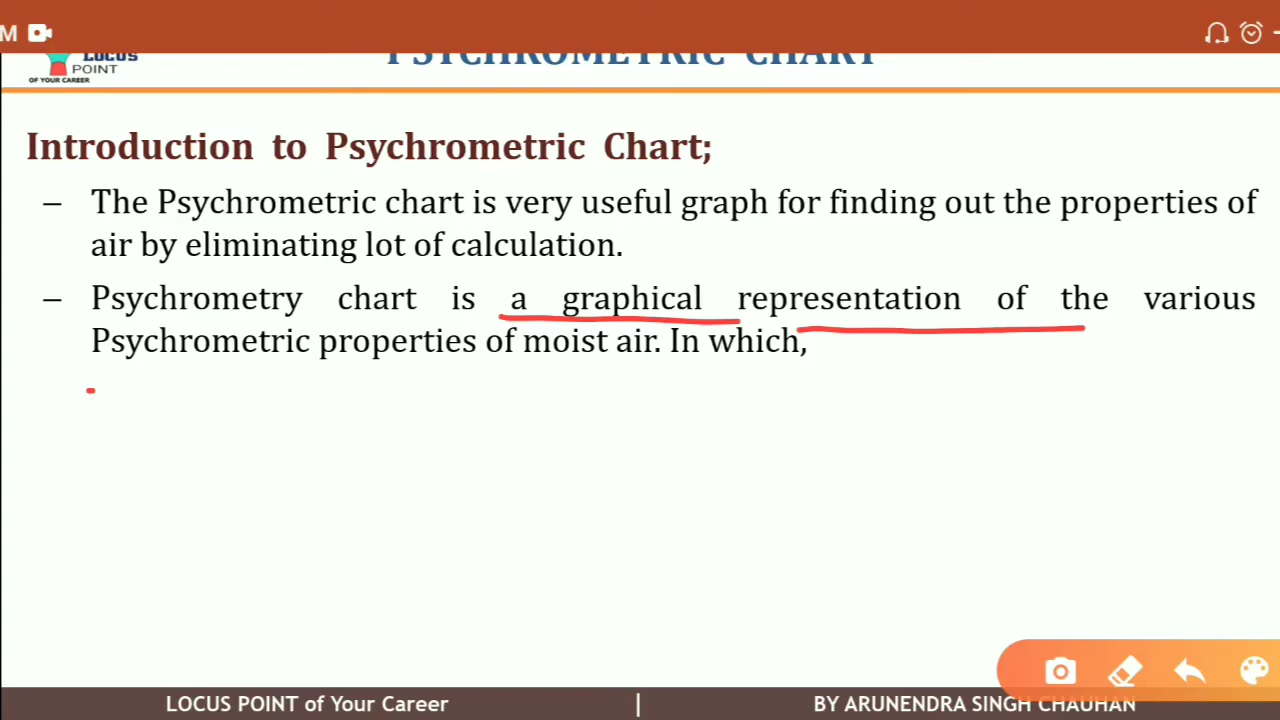 M
LOCUS
POINT
OF YOUR CAREER
PSYCHROMETRIC CHART
Introduction to Psychrometric Chart;
– The Psychrometric chart is very useful graph for finding out the properties of
air by eliminating lot of calculation.
– Psychrometry chart is a graphical representation of the various
Psychrometric properties of moist air. In which,
LOCUS POINT of Your Career | BY ARUNENDRA SINGH CHAUHAN